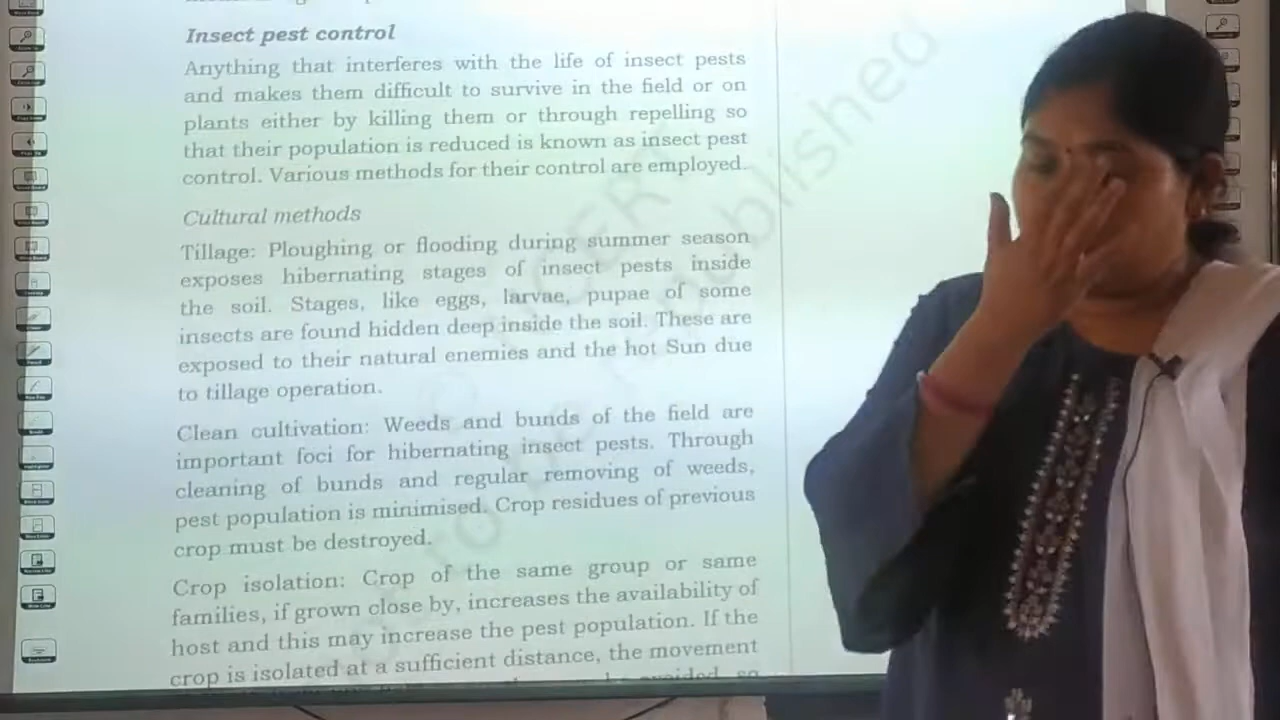 Insect pest control
Anything that interferes with the life of insect pests
and makes them difficult to survive in the field or on
plants either by killing them or through repelling so
that their population is reduced is known as insect pest
control. Various methods for their control are employed.
Cultural methods
Tillage: Ploughing or flooding during summer season
exposes hibernating stages of insect pests inside
the soil. Stages, like eggs, larvae, pupae of some
insects are found hidden deep inside the soil. These are
exposed to their natural enemies and the hot Sun due
to tillage operation.
Clean cultivation: Weeds and bunds of the field are
important foci for hibernating insect pests. Through
cleaning of bunds and regular removing of weeds,
pest population is minimised. Crop residues of previous
crop must be destroyed.
Crop isolation: Crop of the same group or same
families, if grown close by, increases the availability of
host and this may increase the pest population. If the
crop is isolated at a sufficient distance, the movement